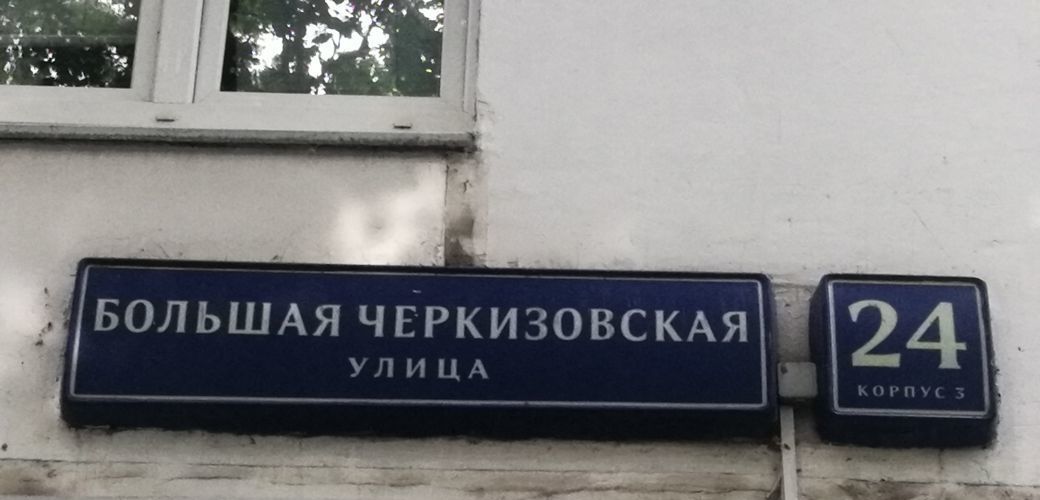 БОЛЬШАЯ ЧЕРКИЗОВСКАЯ
УЛИЦА
24
КОРПУС 3